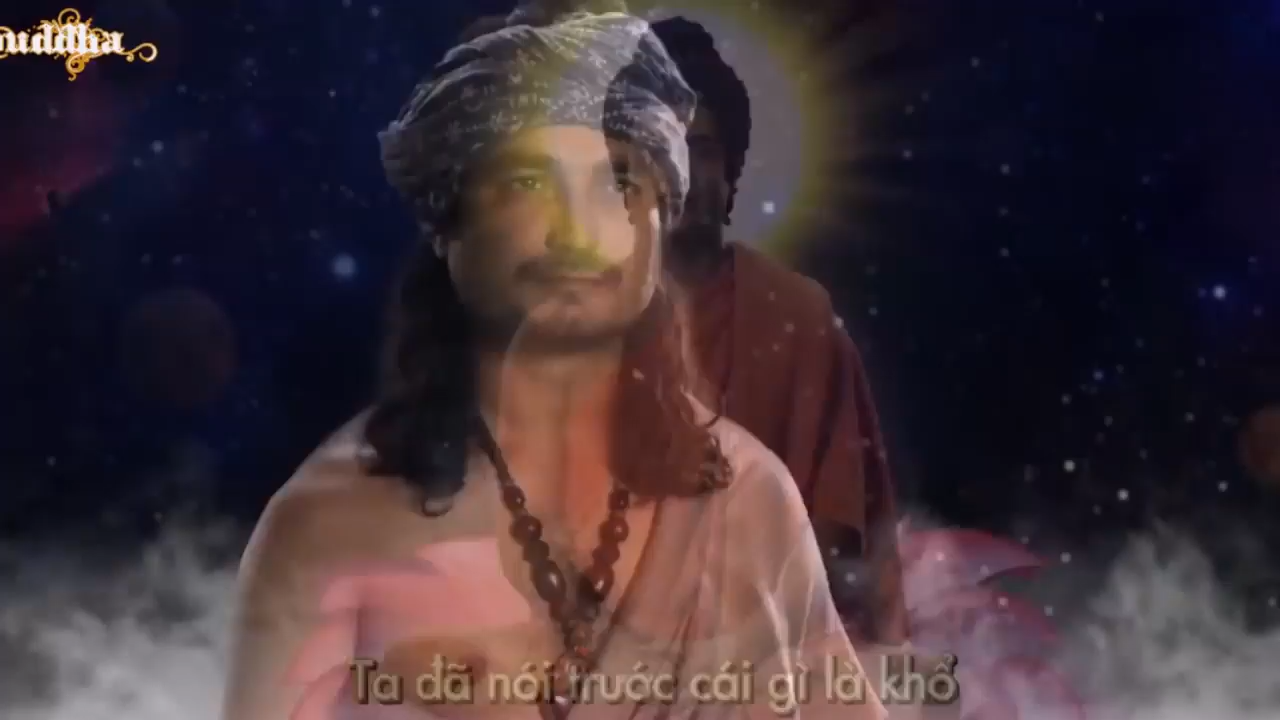 uddha
Ta đã nói trước cái gì là khổ